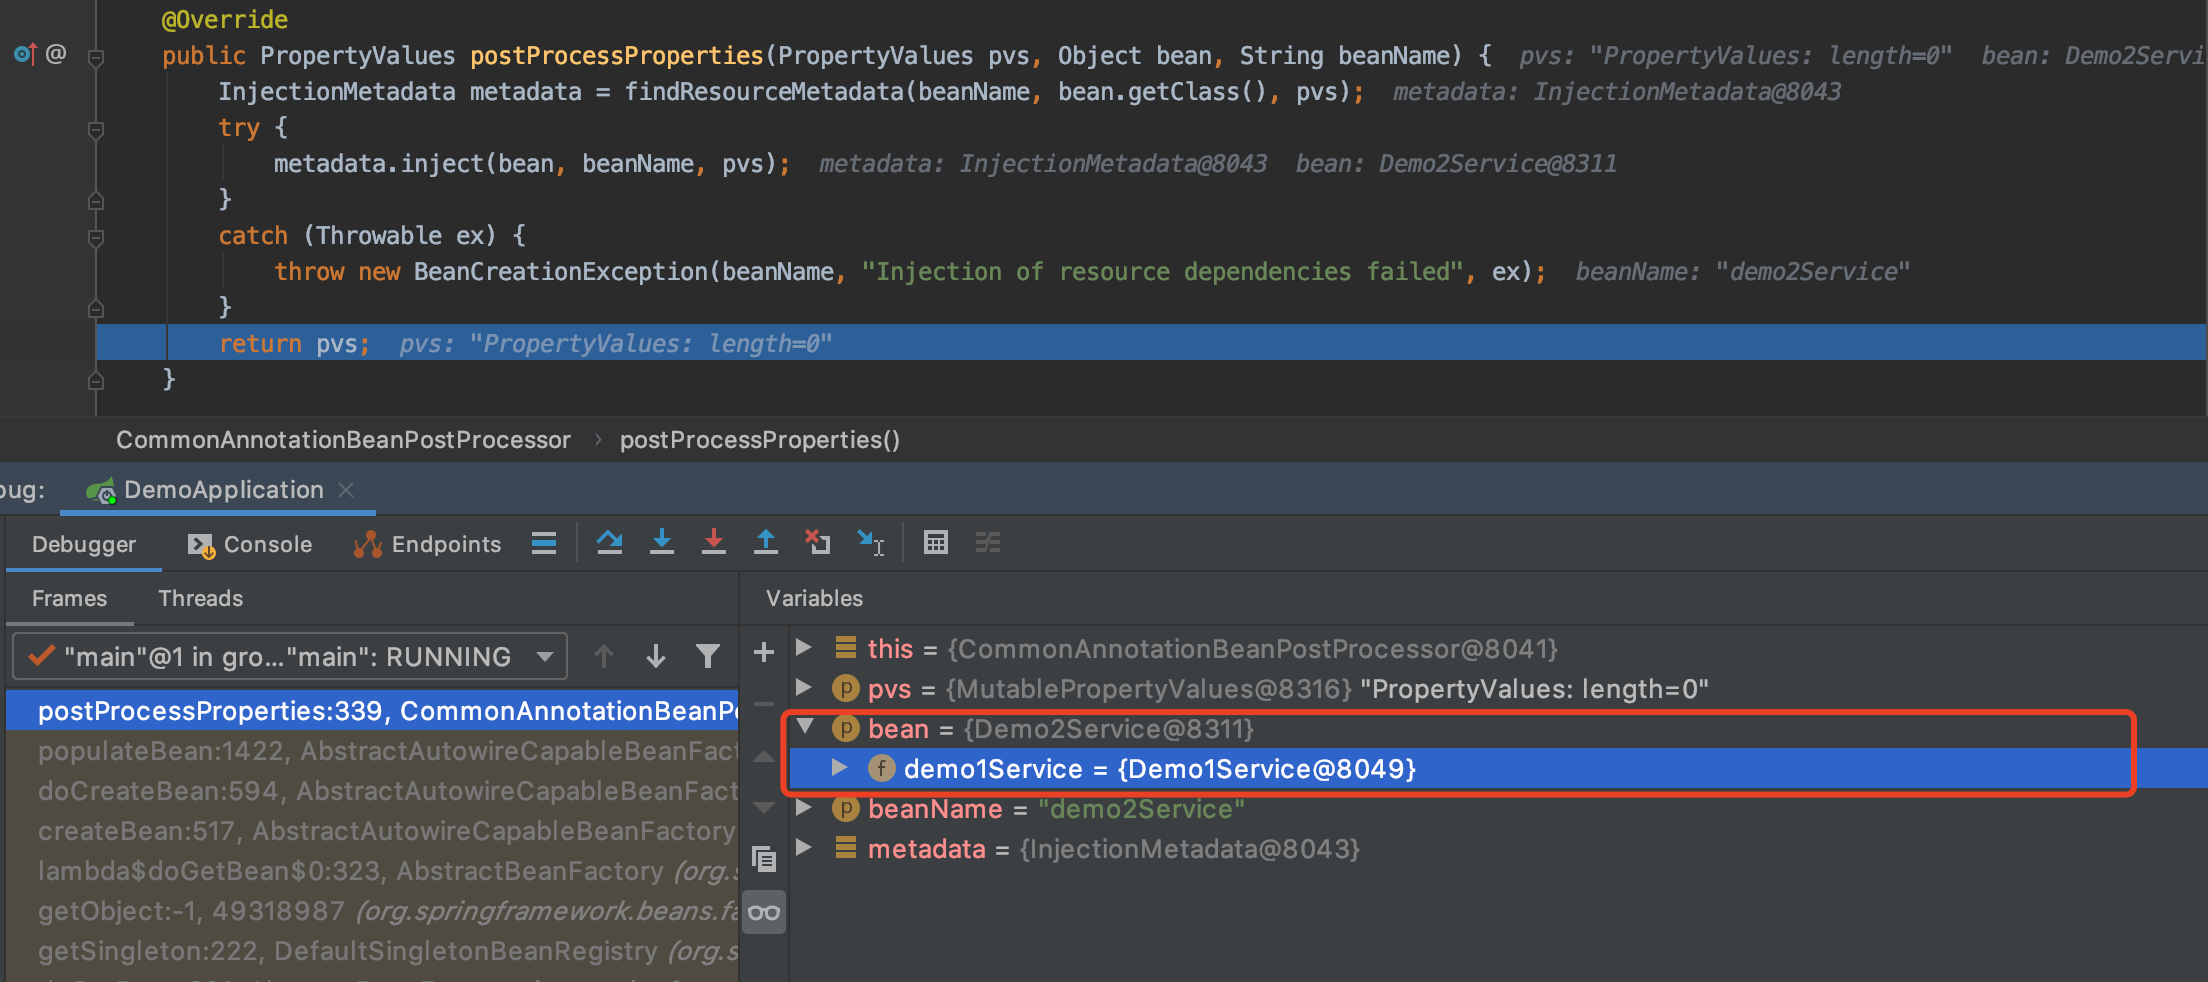 @Override
public PropertyValues postProcessProperties(PropertyValues pvs, Object bean, String beanName) { pvs: "PropertyValues: length=0" bean: Demo2Servi
@
InjectionMetadata metadata = findResourceMetadata(beanName, bean.getClass(), pvs); metadata: InjectionMetadata@8043
try {
metadata.inject(bean, beanName, pvs); metadata: InjectionMetadata@8043 bean: Demo2Service@8311
}
catch (Throwable ex) {
throw new BeanCreationException(beanName, "Injection of resource dependencies failed", ex); beanName: "demo2Service"
}
return pvs; pvs: "PropertyValues: length=0"
}
CommonAnnotationBeanPostProcessor › postProcessProperties()
bug: DemoApplication ×
Debugger Console Endpoints
Frames Threads
Variables
"main"@1 in gro..."main": RUNNING
postProcessProperties:339, CommonAnnotationBeanPo
populateBean:1422, AbstractAutowireCapableBeanFact
doCreateBean:594, AbstractAutowireCapableBeanFact
createBean:517, AbstractAutowireCapableBeanFactory
lambda$doGetBean$0:323, AbstractBeanFactory (org.s
getObject:-1, 49318987 (org.springframework.beans.fa
getSingleton:222, DefaultSingletonBeanRegistry (org.s
this = {CommonAnnotationBeanPostProcessor@8041}
p pvs = {MutablePropertyValues@8316} "PropertyValues: length=0"
p bean = {Demo2Service@8311}
f demo1Service = {Demo1Service@8049}
p beanName = "demo2Service"
metadata = {InjectionMetadata@8043}